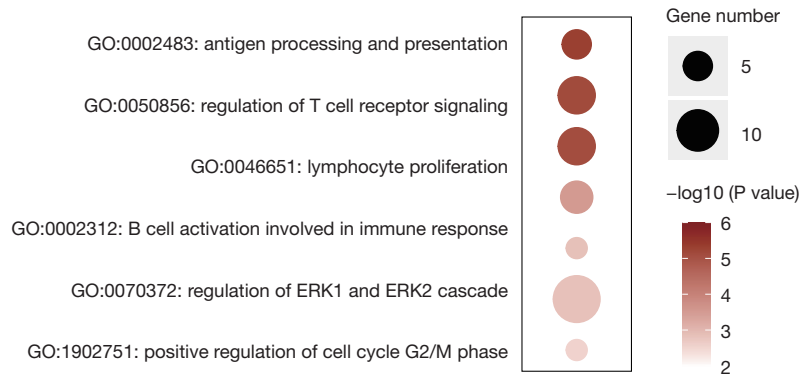 GO:0002483: antigen processing and presentation
GO:0050856: regulation of T cell receptor signaling
GO:0046651: lymphocyte proliferation
GO:0002312: B cell activation involved in immune response
GO:0070372: regulation of ERK1 and ERK2 cascade
GO:1902751: positive regulation of cell cycle G2/M phase
Gene number
5
10
−log10 (P value)
6
5
4
3
2